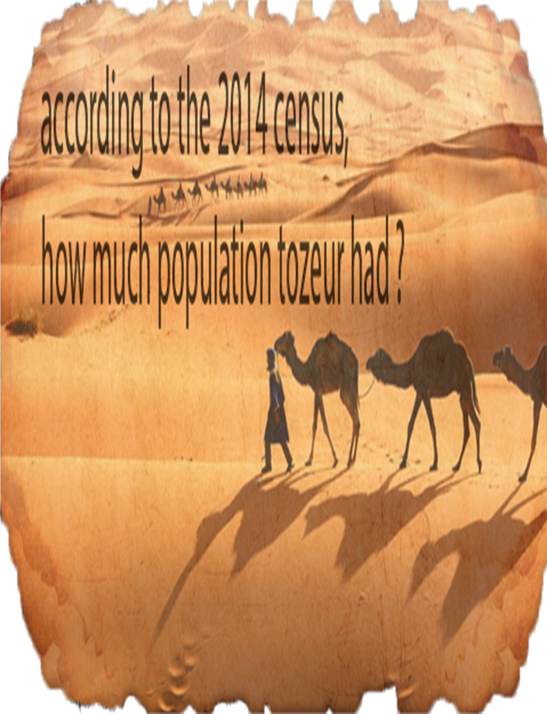 according to the 2014 census,
how much population tozeur had ?